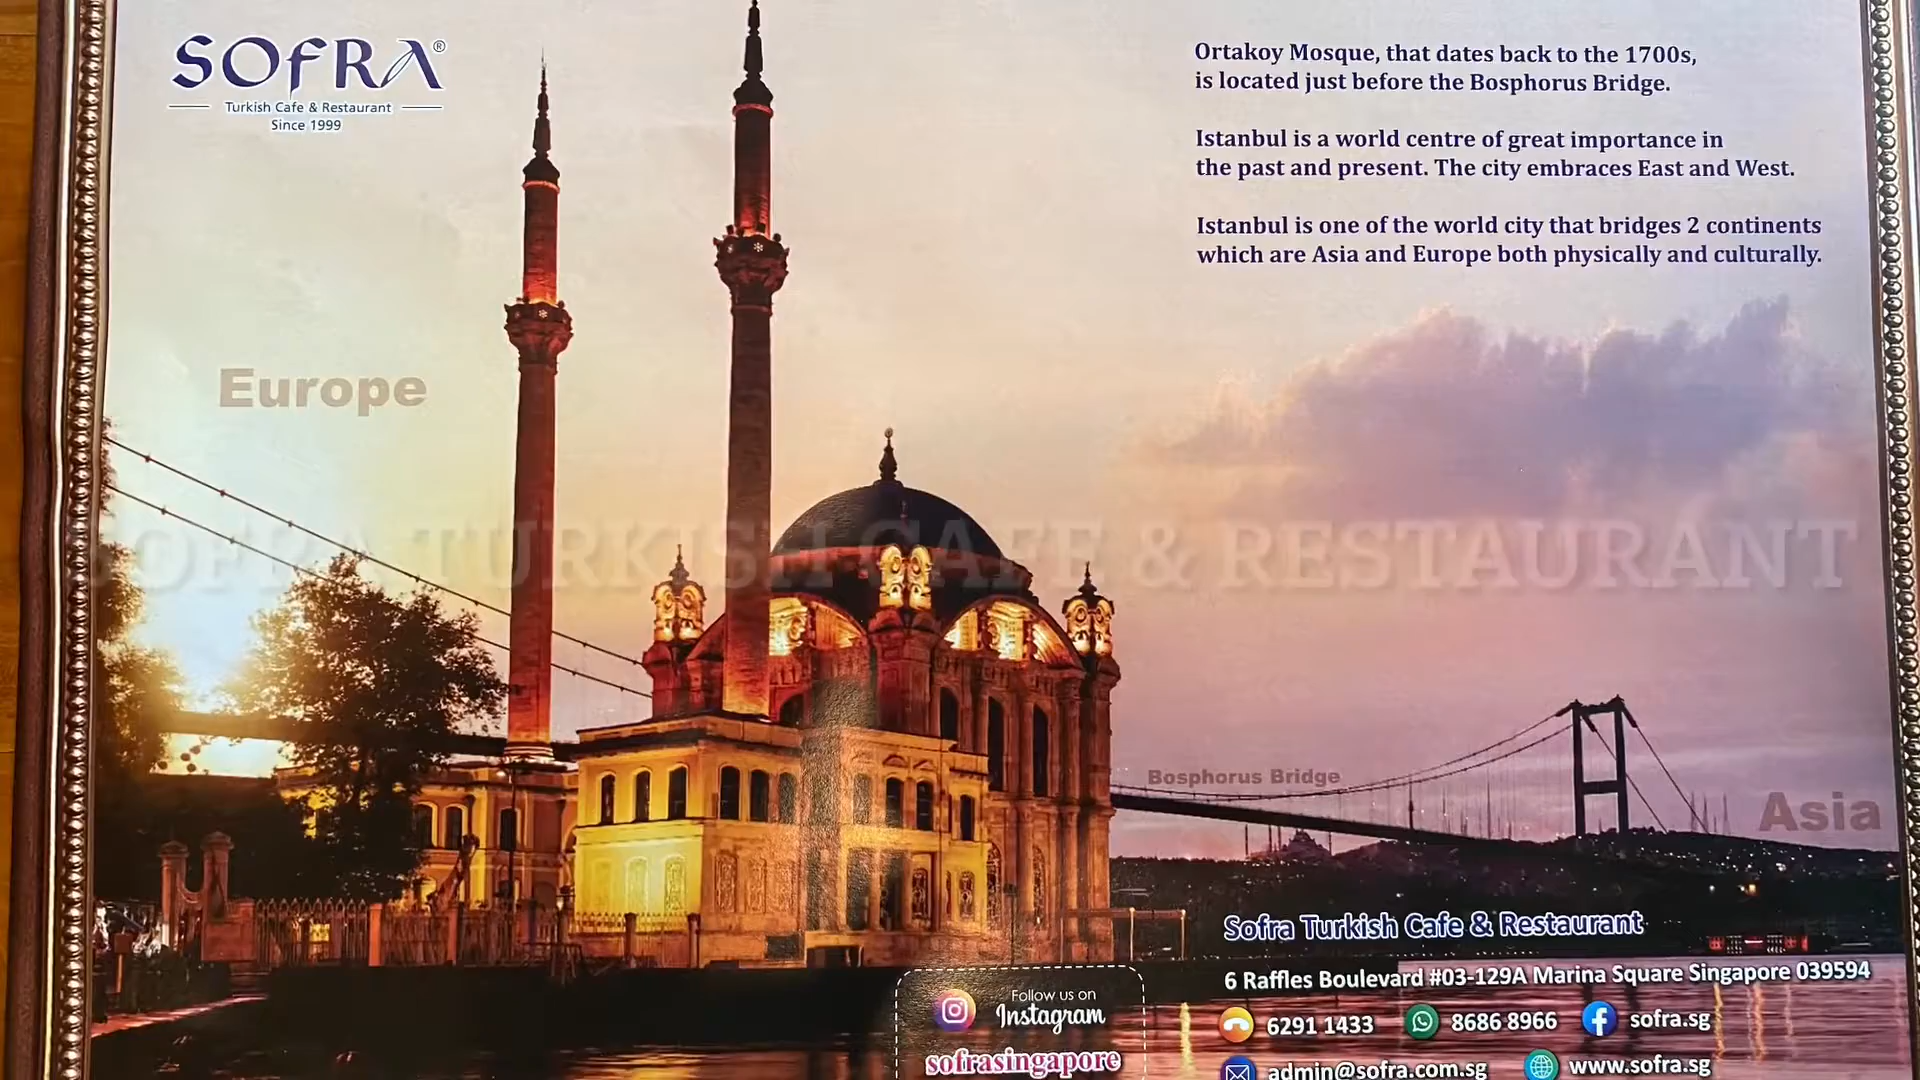 SOFRA®
Turkish Cafe & Restaurant
Since 1999
Ortakoy Mosque, that dates back to the 1700s,
is located just before the Bosphorus Bridge.
Istanbul is a world centre of great importance in
the past and present. The city embraces East and West.
Istanbul is one of the world city that bridges 2 continents
which are Asia and Europe both physically and culturally.
Europe
SOFRA TURKISH CAFE & RESTAURANT
Bosphorus Bridge
Asia
Sofra Turkish Cafe & Restaurant
6 Raffles Boulevard #03-129A Marina Square Singapore 039594
Follow us on
Instagram
sofrasingapore
6291 1433
8686 8966
sofra.sg
admin@sofra.com.sg
www.sofra.sg